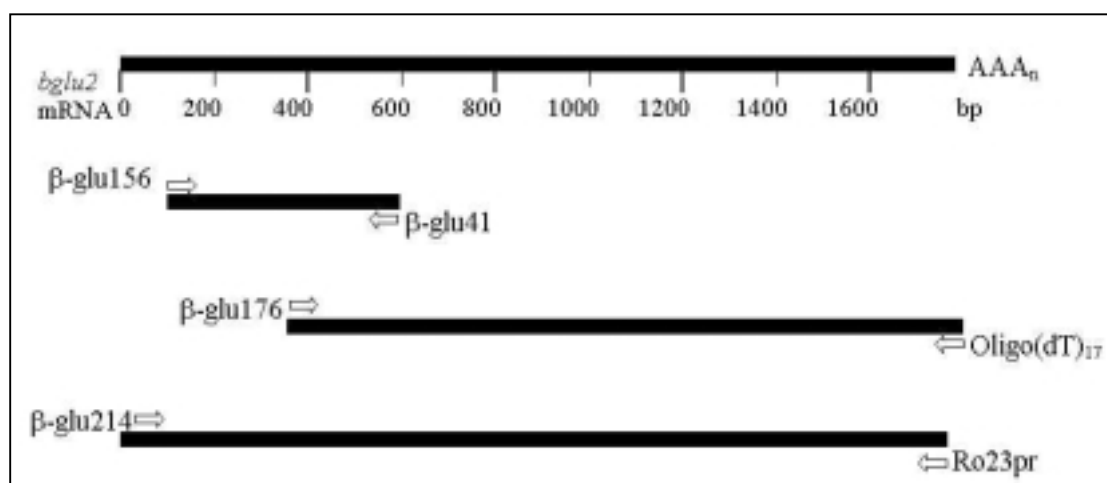 bglu2 AAAn
mRNA 0 200 400 600 800 1000 1200 1400 1600 bp
β-glu156
β-glu41
β-glu176
Oligo(dT)17
β-glu214
Ro23pr